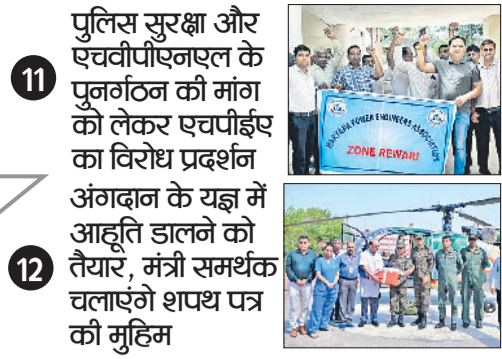 11
पुलिस सुरक्षा और
एचवीपीएनएल के
पुनर्गठन की मांग
को लेकर एचपीईए
का विरोध प्रदर्शन
HARYANA POWER ENGINEERS ASSOCIATION
ZONE REWARI
12
अंगदान के यज्ञ में
आहूति डालने को
तैयार, मंत्री समर्थक
चलाएंगे शपथ पत्र
की मुहिम